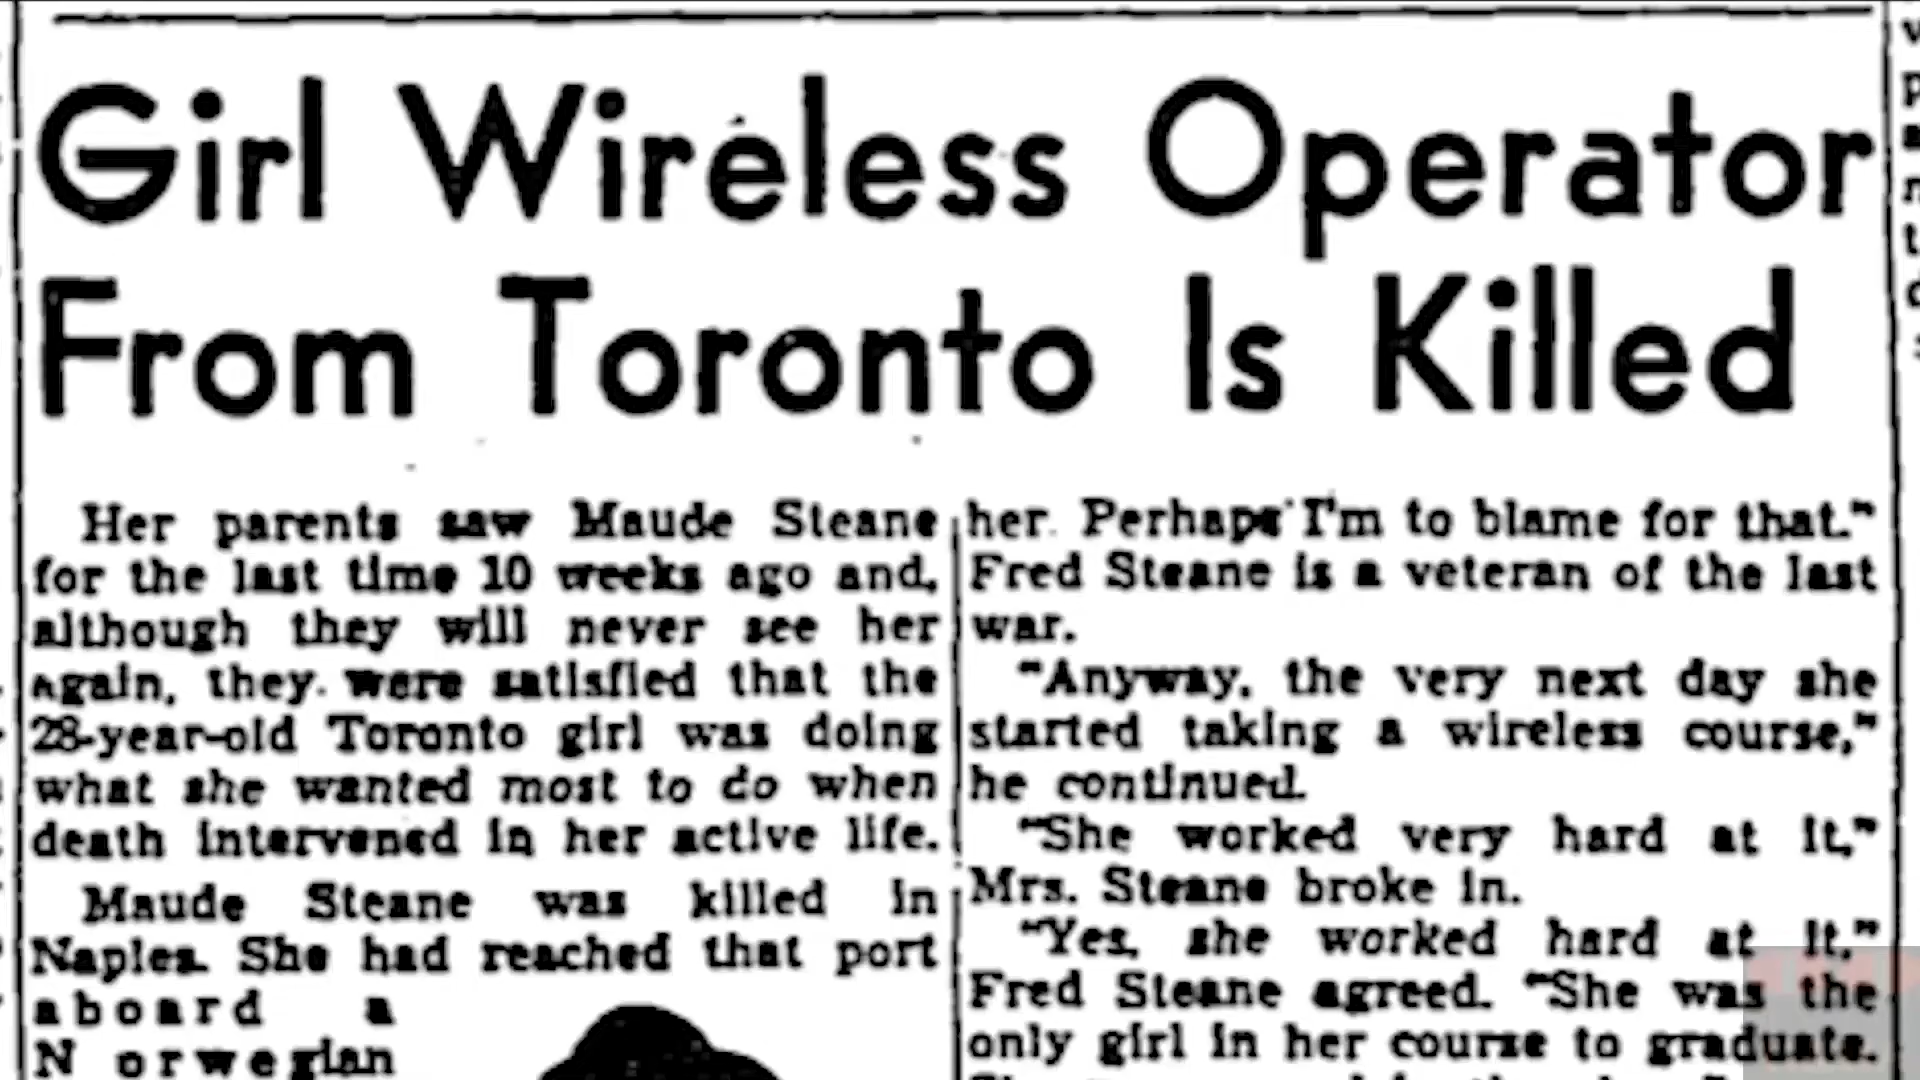 Girl Wireless Operator
From Toronto Is Killed
Her parents saw Maude Steane
for the last time 10 weeks ago and,
although they will never see her
again, they were satisfied that the
28-year-old Toronto girl was doing
what she wanted most to do when
death intervened in her active life.
Maude Steane was killed in
Naples. She had reached that port
aboard a
Norwegian
her. Perhaps I'm to blame for that."
Fred Steane is a veteran of the last
war.
"Anyway, the very next day she
started taking a wireless course,"
he continued.
"She worked very hard at it,"
Mrs. Steane broke in.
"Yes, she worked hard at it,"
Fred Steane agreed. "She was the
only girl in her course to graduate.